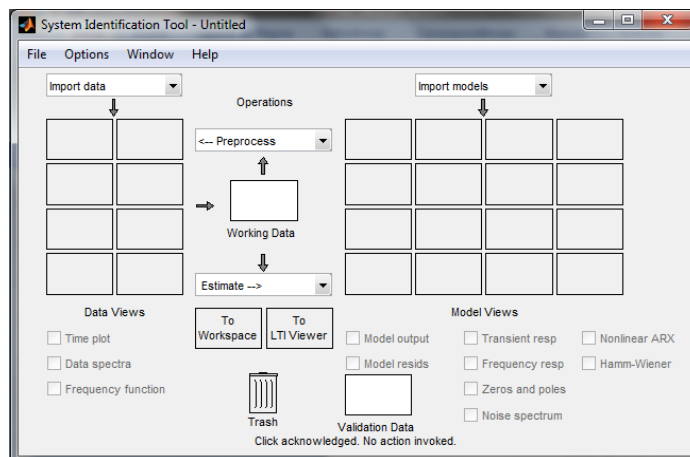 System Identification Tool - Untitled
File Options Window Help
Import data
Import models
Operations
<-- Preprocess
Working Data
Estimate -->
Data Views
Model Views
To Workspace
To LTI Viewer
Time plot
Data spectra
Frequency function
Model output
Model resids
Transient resp
Frequency resp
Zeros and poles
Noise spectrum
Nonlinear ARX
Hamm-Wiener
Trash
Validation Data
Click acknowledged. No action invoked.